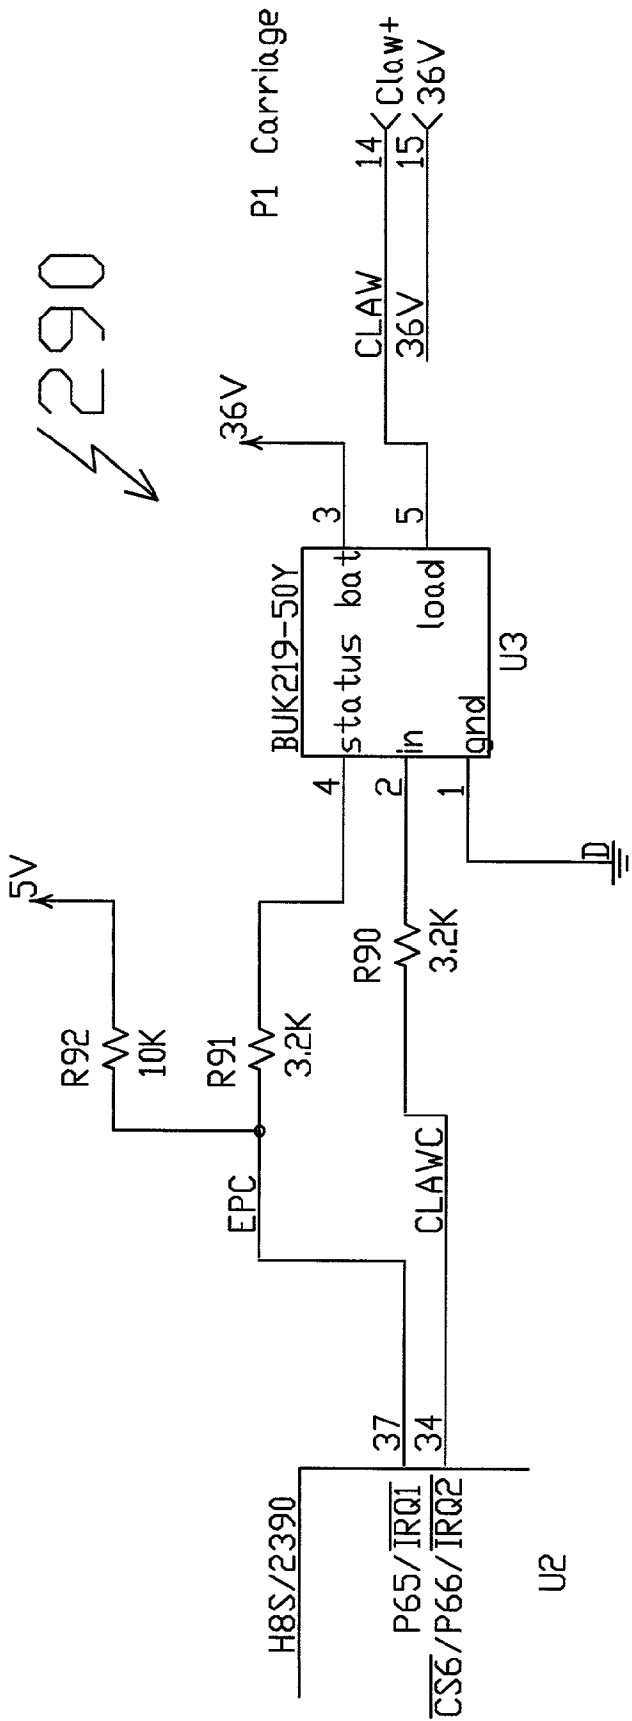 290
P1 Carriage
5V
R92
10K
R91
3.2K
EPC
36V
BUK219-50Y
4 status bat 3
R90
3.2K
2 in
load 5
1 gnd
U3
D
CLAW 14 Claw+
36V 15 36V
CLAWC
H8S/2390
P65/IRQ1 37
CS6/P66/IRQ2 34
U2